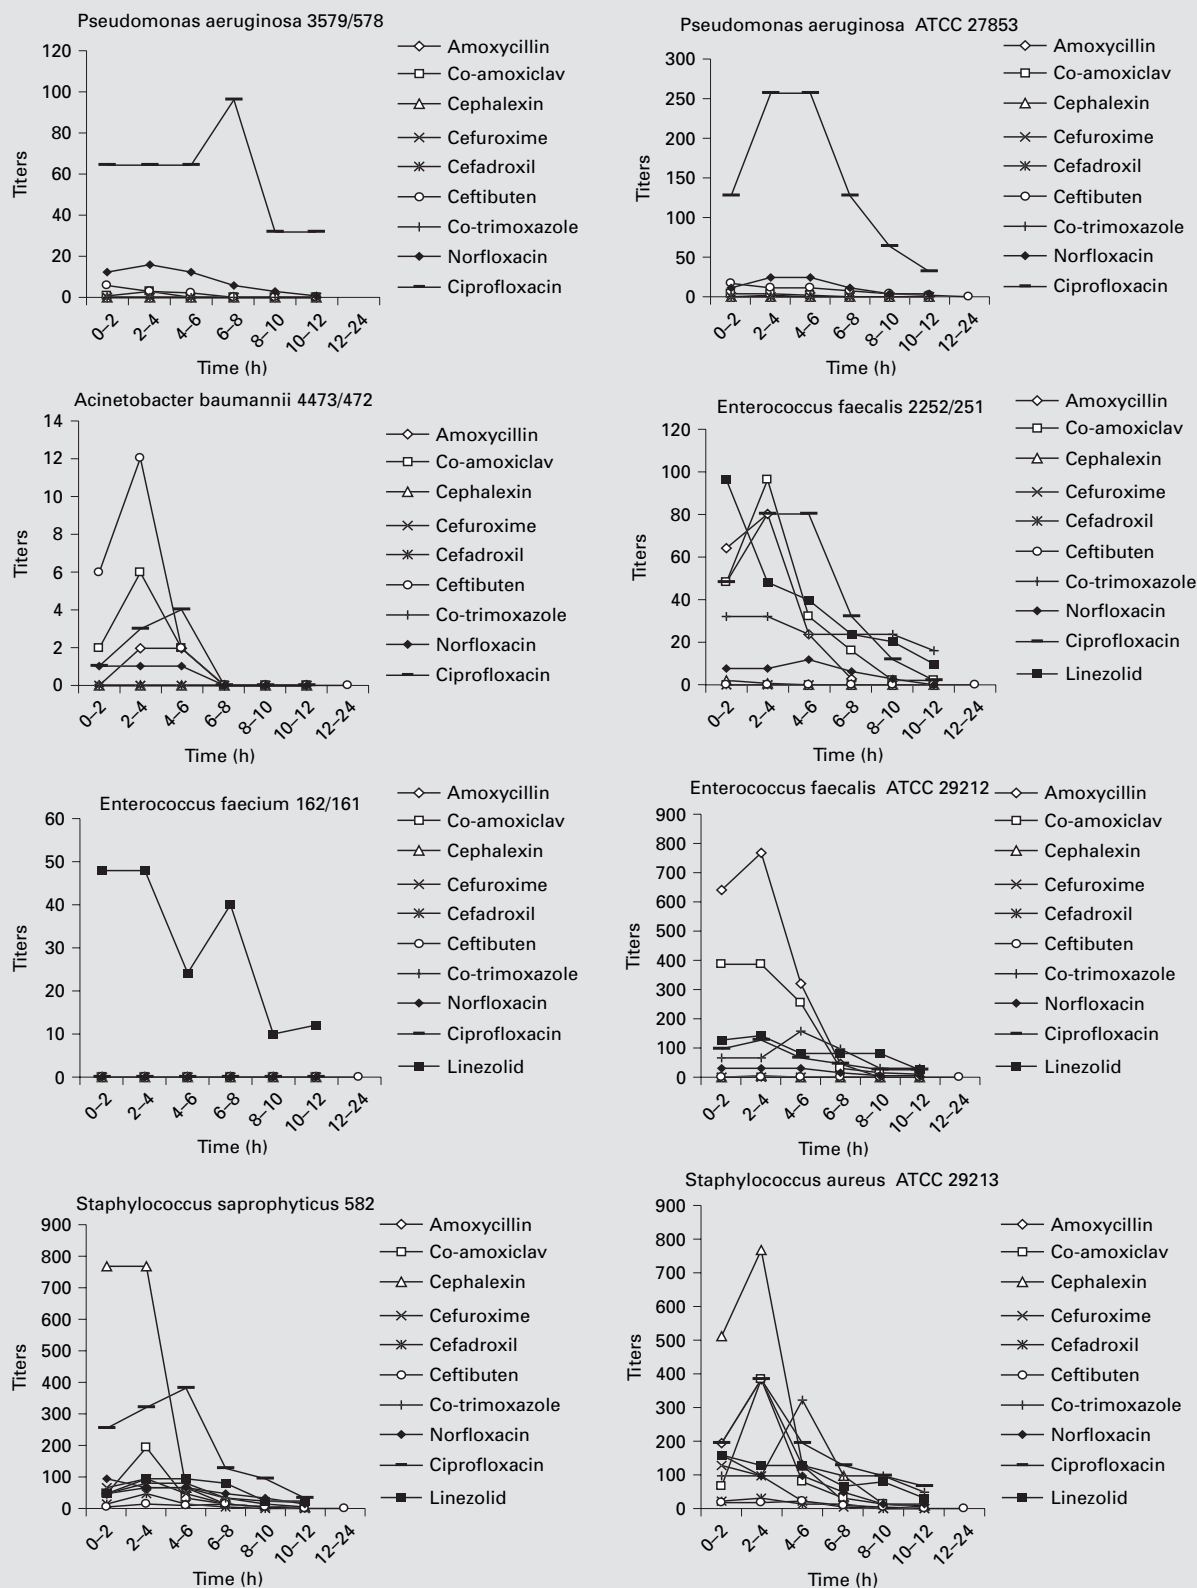 Pseudomonas aeruginosa 3579/578
120
100
80
60
40
20
0
Titers
0–2
2–4
4–6
6–8
8–10
10–12
12–24
Time (h)
Amoxycillin
Co-amoxiclav
Cephalexin
Cefuroxime
Cefadroxil
Ceftibuten
Co-trimoxazole
Norfloxacin
Ciprofloxacin
Pseudomonas aeruginosa ATCC 27853
300
250
200
150
100
50
0
Titers
0–2
2–4
4–6
6–8
8–10
10–12
12–24
Time (h)
Amoxycillin
Co-amoxiclav
Cephalexin
Cefuroxime
Cefadroxil
Ceftibuten
Co-trimoxazole
Norfloxacin
Ciprofloxacin
Acinetobacter baumannii 4473/472
14
12
10
8
6
4
2
0
Titers
0–2
2–4
4–6
6–8
8–10
10–12
12–24
Time (h)
Amoxycillin
Co-amoxiclav
Cephalexin
Cefuroxime
Cefadroxil
Ceftibuten
Co-trimoxazole
Norfloxacin
Ciprofloxacin
Enterococcus faecalis 2252/251
120
100
80
60
40
20
0
Titers
0–2
2–4
4–6
6–8
8–10
10–12
12–24
Time (h)
Amoxycillin
Co-amoxiclav
Cephalexin
Cefuroxime
Cefadroxil
Ceftibuten
Co-trimoxazole
Norfloxacin
Ciprofloxacin
Linezolid
Enterococcus faecium 162/161
60
50
40
30
20
10
0
Titers
0–2
2–4
4–6
6–8
8–10
10–12
12–24
Time (h)
Amoxycillin
Co-amoxiclav
Cephalexin
Cefuroxime
Cefadroxil
Ceftibuten
Co-trimoxazole
Norfloxacin
Ciprofloxacin
Linezolid
Enterococcus faecalis ATCC 29212
900
800
700
600
500
400
300
200
100
0
Titers
0–2
2–4
4–6
6–8
8–10
10–12
12–24
Time (h)
Amoxycillin
Co-amoxiclav
Cephalexin
Cefuroxime
Cefadroxil
Ceftibuten
Co-trimoxazole
Norfloxacin
Ciprofloxacin
Linezolid
Staphylococcus saprophyticus 582
900
800
700
600
500
400
300
200
100
0
Titers
0–2
2–4
4–6
6–8
8–10
10–12
12–24
Time (h)
Amoxycillin
Co-amoxiclav
Cephalexin
Cefuroxime
Cefadroxil
Ceftibuten
Co-trimoxazole
Norfloxacin
Ciprofloxacin
Linezolid
Staphylococcus aureus ATCC 29213
900
800
700
600
500
400
300
200
100
0
Titers
0–2
2–4
4–6
6–8
8–10
10–12
12–24
Time (h)
Amoxycillin
Co-amoxiclav
Cephalexin
Cefuroxime
Cefadroxil
Ceftibuten
Co-trimoxazole
Norfloxacin
Ciprofloxacin
Linezolid